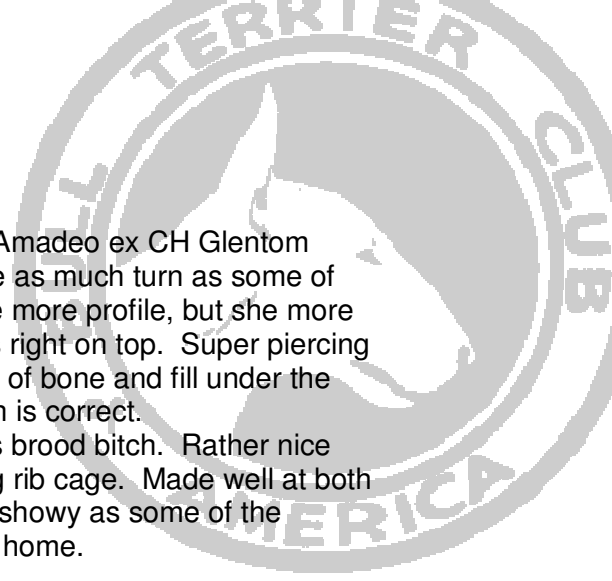 BULL TERRIER CLUB
AMERICA
Amadeo ex CH Glentom
as much turn as some of
more profile, but she more
right on top. Super piercing
of bone and fill under the
is correct.
brood bitch. Rather nice
rib cage. Made well at both
showy as some of the
home.